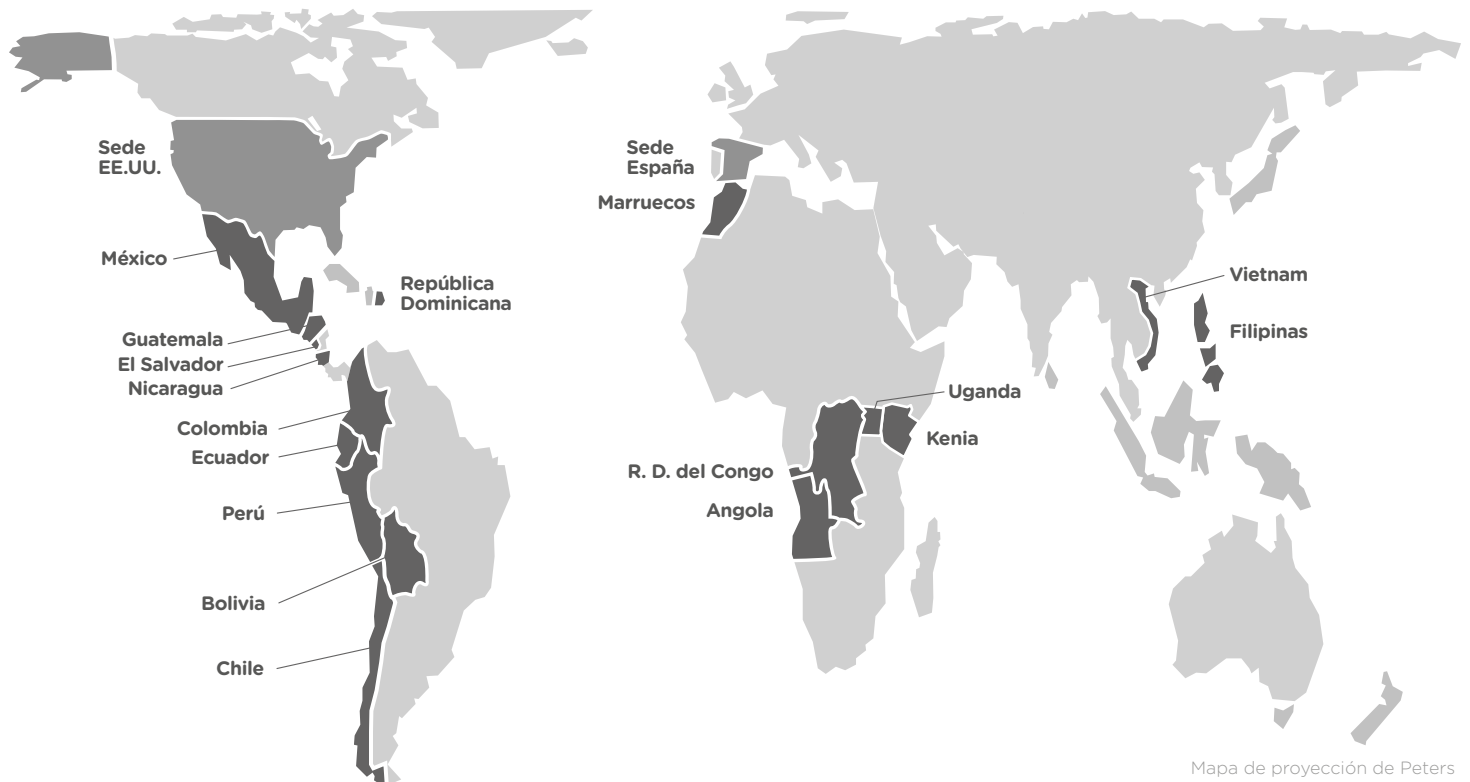 Sede
EE.UU.
México
República
Dominicana
Guatemala
El Salvador
Nicaragua
Colombia
Ecuador
Perú
Bolivia
Chile
Sede
España
Marruecos
Uganda
Kenia
R. D. del Congo
Angola
Vietnam
Filipinas
Mapa de proyección de Peters